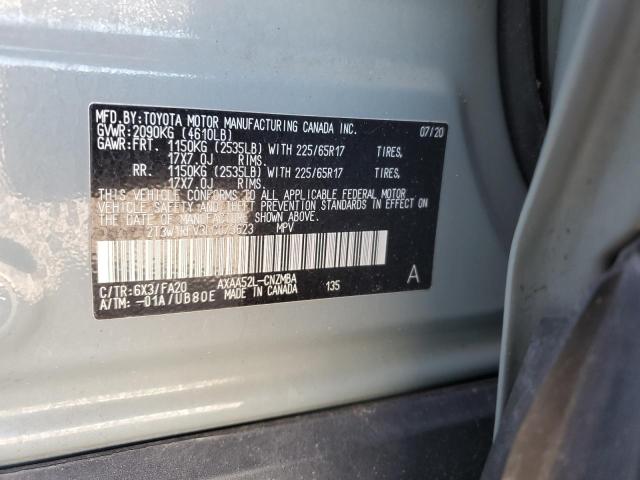 MFD.BY:TOYOTA MOTOR MANUFACTURING CANADA INC. 07/20
GVWR:2090KG (4610LB)
GAWR:FRT. 1150KG (2535LB) WITH 225/65R17 TIRES,
17X7.0J RIMS.
RR. 1150KG (2535LB) WITH 225/65R17 TIRES,
17X7.0J RIMS.
THIS VEHICLE CONFORMS TO ALL APPLICABLE FEDERAL MOTOR
VEHICLE SAFETY, BUMPER, AND THEFT PREVENTION STANDARDS IN
EFFECT ON THE DATE OF MANUFACTURE SHOWN ABOVE.
MPV
A
C/TR:6X3/FA20 AXAA52L-CNZMBA
A/TM:-01A/UB80E MADE IN CANADA 135